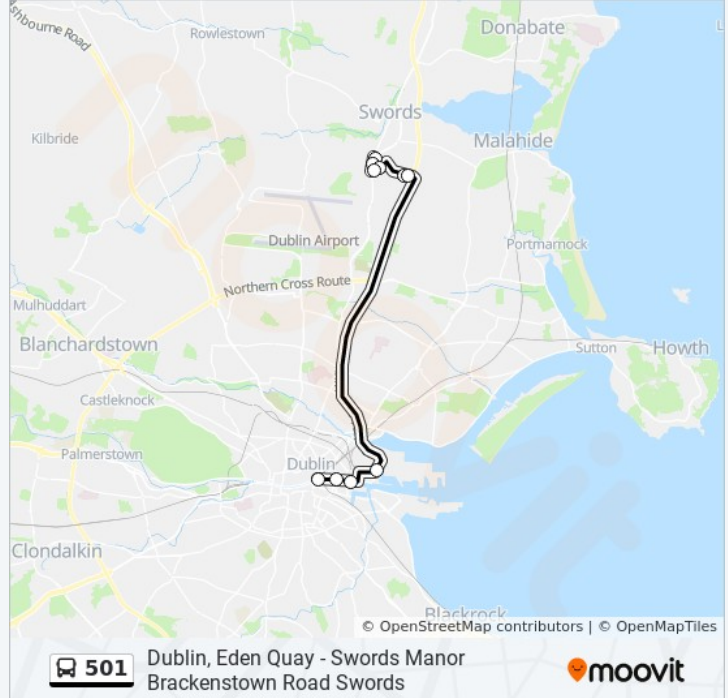 shbourne Road
Rowlestown
Donabate
L
Swords
Kilbride
Malahide
Dublin Airport
Portmarnock
Northern Cross Route
Mulhuddart
Blanchardstown
Sutton
Howth
Castleknock
Palmerstown
Dublin
Clondalkin
Blackrock
© OpenStreetMap contributors | © OpenMapTiles
501
Dublin, Eden Quay - Swords Manor
Brackenstown Road Swords
moovit